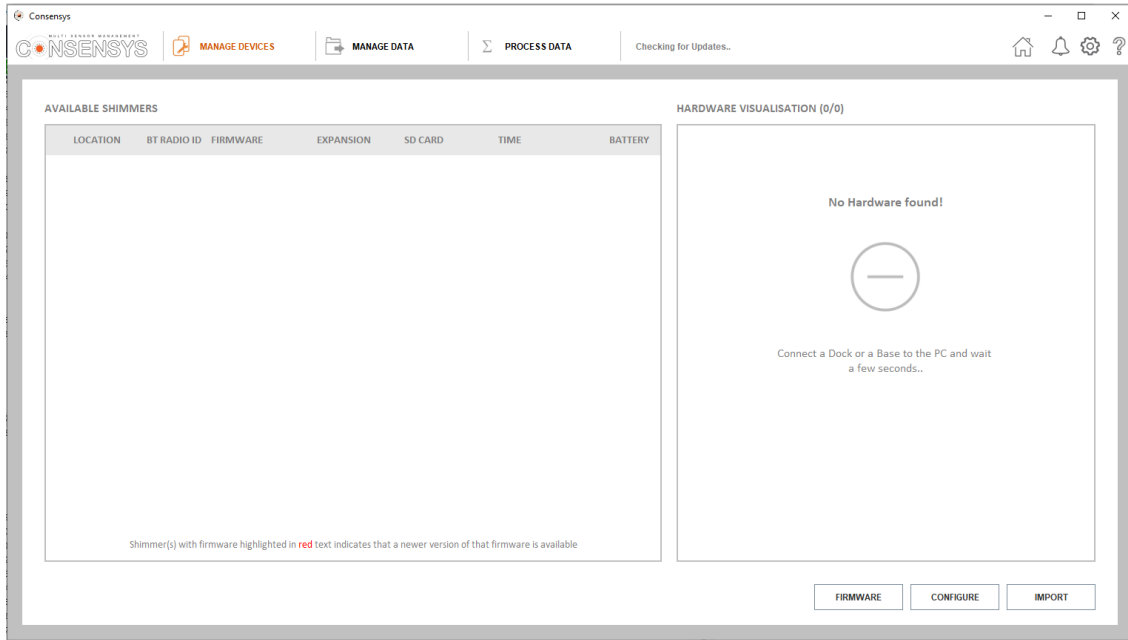 Consensys
MULTI SENSOR MANAGEMENT
CONSENSYS
MANAGE DEVICES
MANAGE DATA
Σ PROCESS DATA
Checking for Updates..
?
AVAILABLE SHIMMERS
HARDWARE VISUALISATION (0/0)
LOCATION BT RADIO ID FIRMWARE EXPANSION SD CARD TIME BATTERY
No Hardware found!
Connect a Dock or a Base to the PC and wait
a few seconds..
Shimmer(s) with firmware highlighted in red text indicates that a newer version of that firmware is available
FIRMWARE
CONFIGURE
IMPORT